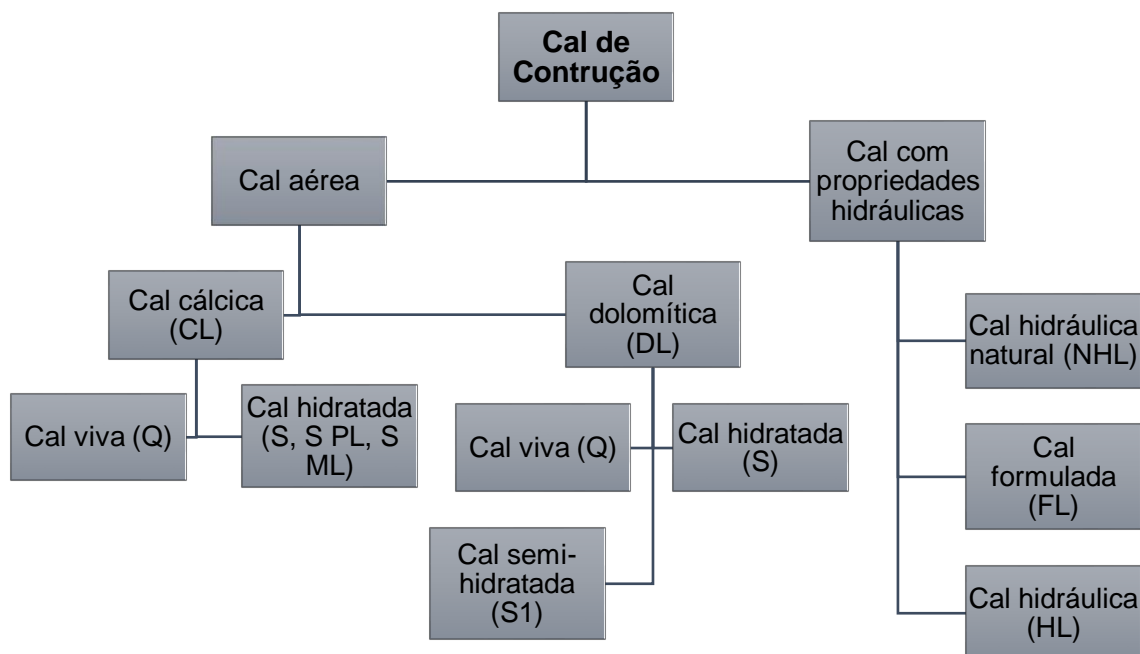 Cal de
Contrução
Cal aérea
Cal com
propriedades
hidráulicas
Cal cálcica
(CL)
Cal
dolomítica
(DL)
Cal hidráulica
natural (NHL)
Cal viva (Q)
Cal hidratada
(S, S PL, S
ML)
Cal viva (Q)
Cal hidratada
(S)
Cal
formulada
(FL)
Cal semi-
hidratada
(S1)
Cal hidráulica
(HL)